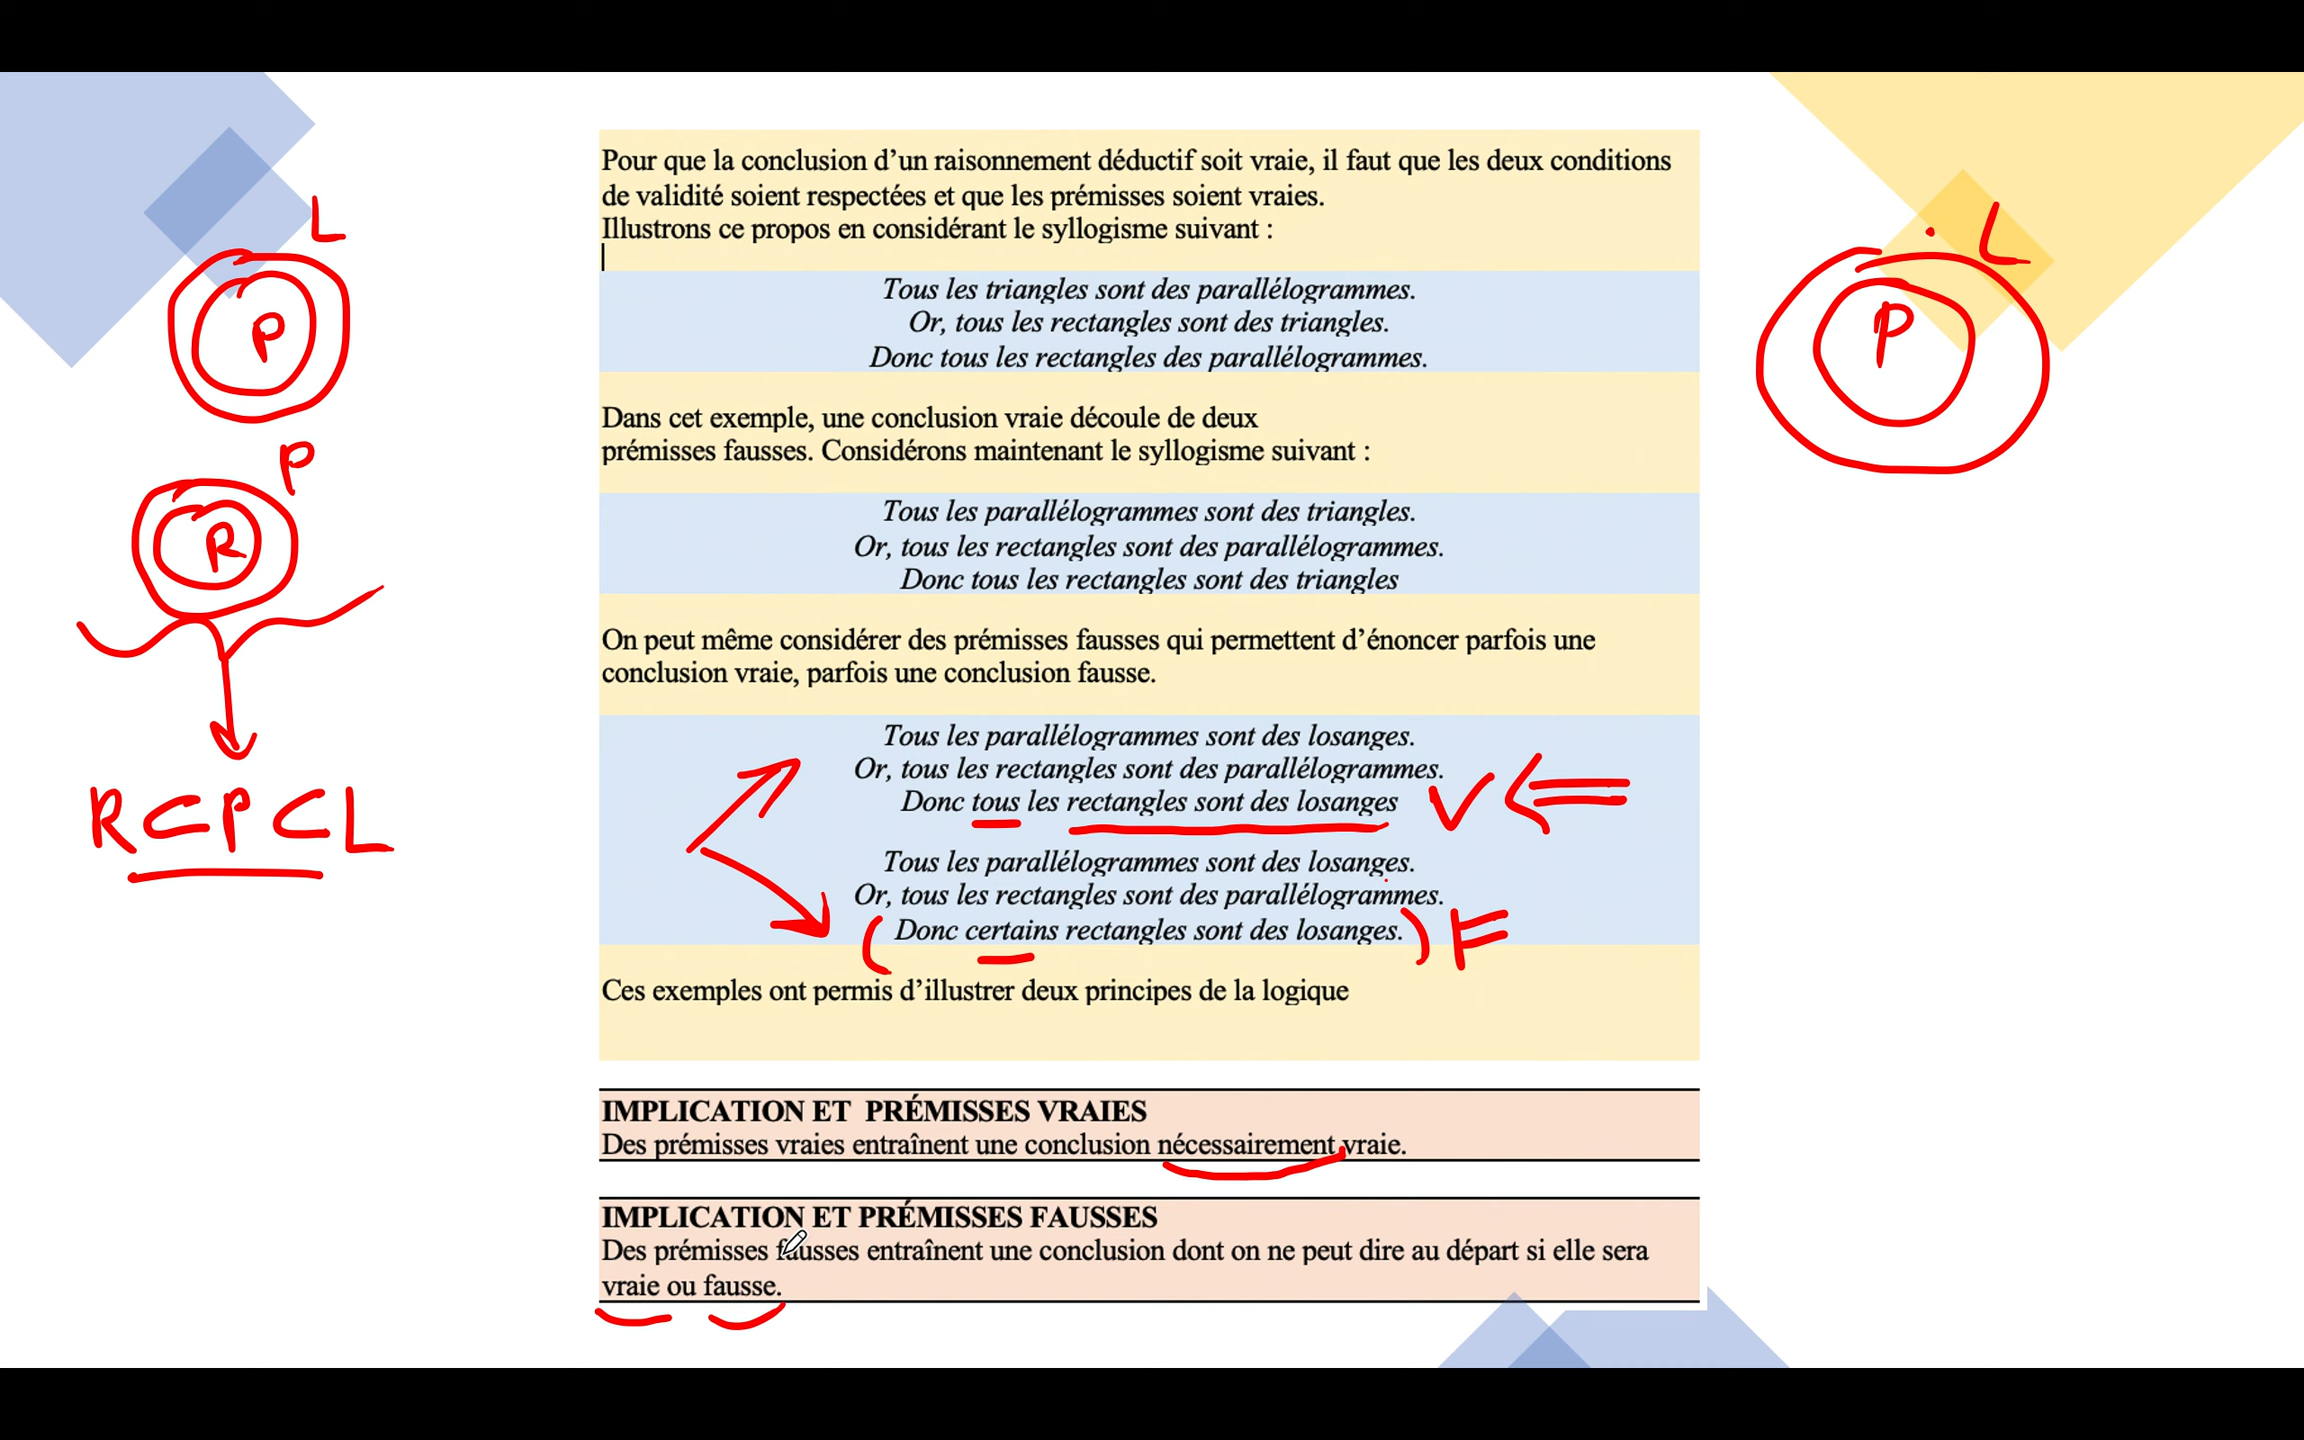 Pour que la conclusion d’un raisonnement déductif soit vraie, il faut que les deux conditions
de validité soient respectées et que les prémisses soient vraies.
Illustrons ce propos en considérant le syllogisme suivant :
Tous les triangles sont des parallélogrammes.
Or, tous les rectangles sont des triangles.
Donc tous les rectangles des parallélogrammes.
Dans cet exemple, une conclusion vraie découle de deux
prémisses fausses. Considérons maintenant le syllogisme suivant :
Tous les parallélogrammes sont des triangles.
Or, tous les rectangles sont des parallélogrammes.
Donc tous les rectangles sont des triangles
On peut même considérer des prémisses fausses qui permettent d’énoncer parfois une
conclusion vraie, parfois une conclusion fausse.
Tous les parallélogrammes sont des losanges.
Or, tous les rectangles sont des parallélogrammes.
Donc tous les rectangles sont des losanges
Tous les parallélogrammes sont des losanges.
Or, tous les rectangles sont des parallélogrammes.
Donc certains rectangles sont des losanges.
Ces exemples ont permis d’illustrer deux principes de la logique
IMPLICATION ET PRÉMISSES VRAIES
Des prémisses vraies entraînent une conclusion nécessairement vraie.
IMPLICATION ET PRÉMISSES FAUSSES
Des prémisses fausses entraînent une conclusion dont on ne peut dire au départ si elle sera
vraie ou fausse.
L
P
P
R
R⊂P⊂L
L
P
V ⇐
( ) F